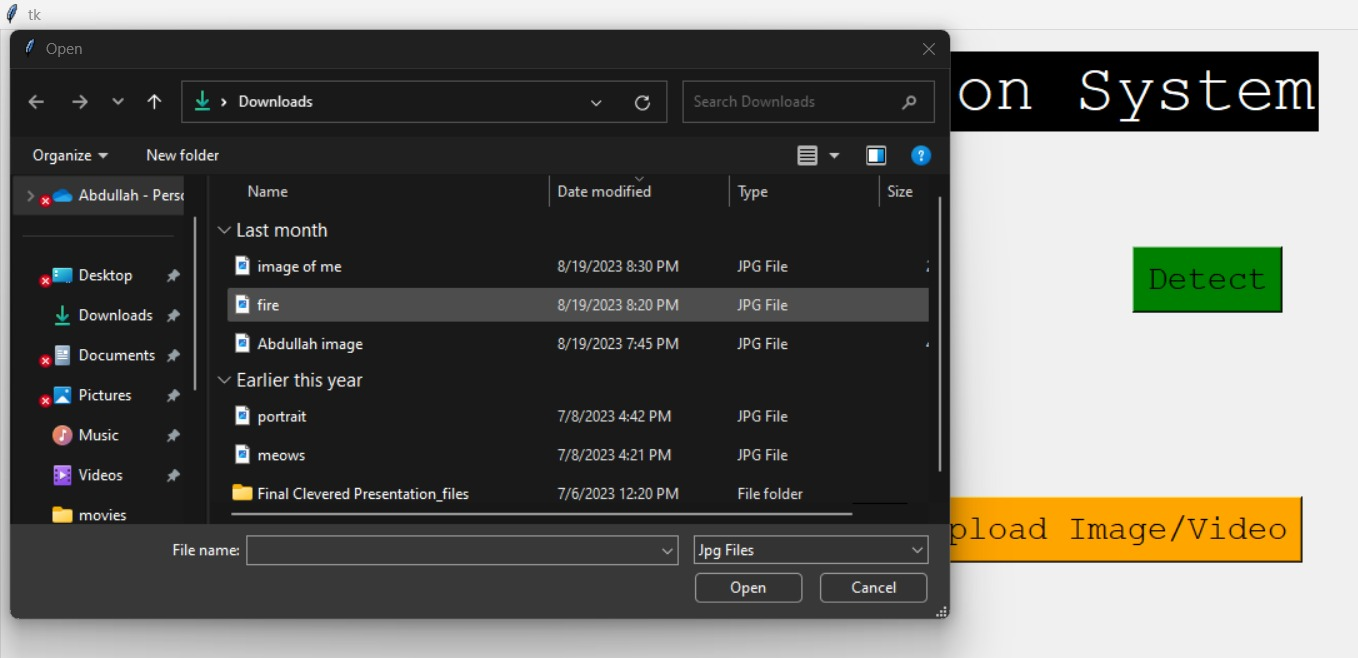 tk
Open
on System
Downloads
Search Downloads
Organize
New folder
Abdullah - Pers
Name
Date modified
Type
Size
Last month
image of me 8/19/2023 8:30 PM JPG File
fire 8/19/2023 8:20 PM JPG File
Abdullah image 8/19/2023 7:45 PM JPG File
Earlier this year
portrait 7/8/2023 4:42 PM JPG File
meows 7/8/2023 4:21 PM JPG File
Final Clevered Presentation_files 7/6/2023 12:20 PM File folder
Desktop
Downloads
Documents
Pictures
Music
Videos
movies
Detect
pload Image/Video
File name:
Jpg Files
Open
Cancel